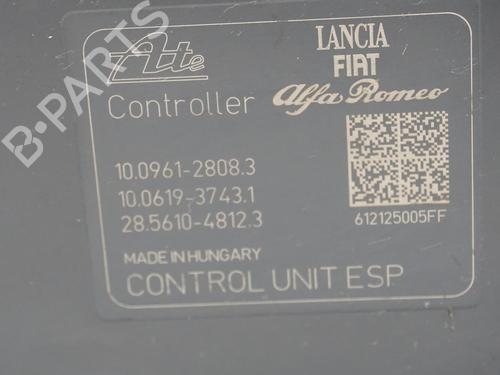 B-PARTS
Ate
LANCIA
FIAT
Alfa Romeo
Controller
10.0961-2808.3
10.0619-3743.1
28.5610-4812.3
612125005FF
MADE IN HUNGARY
CONTROL UNIT ESP